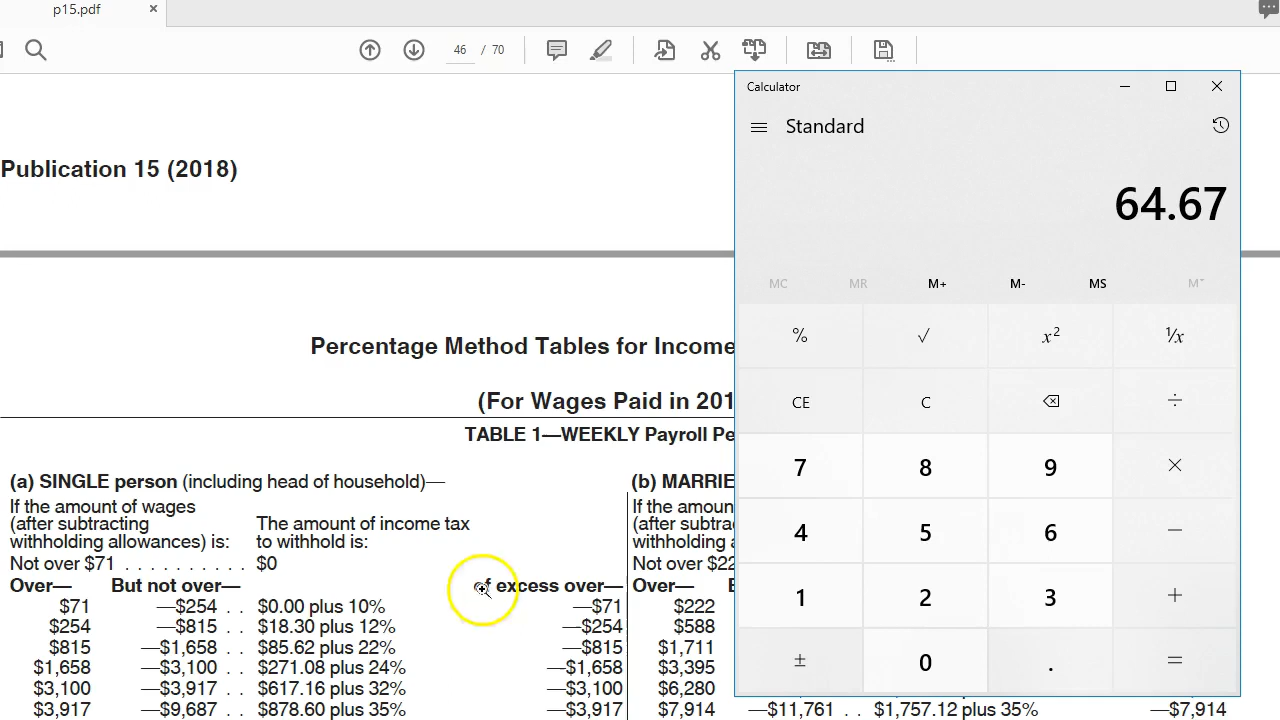 p15.pdf ×
46 / 70
Publication 15 (2018)
Percentage Method Tables for Income
(For Wages Paid in 201
TABLE 1—WEEKLY Payroll Pe
(a) SINGLE person (including head of household)—
If the amount of wages
(after subtracting
withholding allowances) is:
The amount of income tax
to withhold is:
Not over $71 . . . . . . . . . . $0
Over— But not over— of excess over—
$71 —$254 . . $0.00 plus 10% —$71
$254 —$815 . . $18.30 plus 12% —$254
$815 —$1,658 . . $85.62 plus 22% —$815
$1,658 —$3,100 . . $271.08 plus 24% —$1,658
$3,100 —$3,917 . . $617.16 plus 32% —$3,100
$3,917 —$9,687 . . $878.60 plus 35% —$3,917
(b) MARRIE
If the amoun
(after subtra
withholding
Not over $22
Over—
$222
$588
$1,711
$3,395
$6,280
$7,914 —$11,761 . . $1,757.12 plus 35% —$7,914
Calculator
Standard
64.67
MC MR M+ M- MS M˅
% √ x² ¹/x
CE C ÷
7 8 9 ×
4 5 6 −
1 2 3 +
± 0 . =